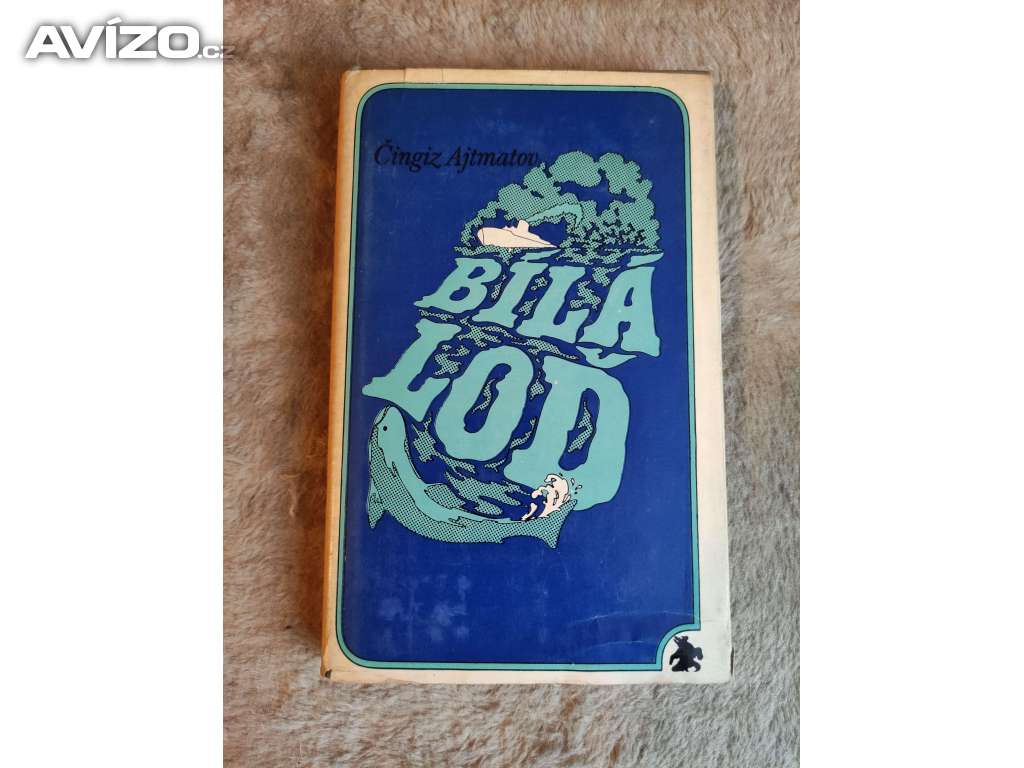 AVÍZO.cz
Čingiz Ajtmatov
BÍLÁ
LOĎ